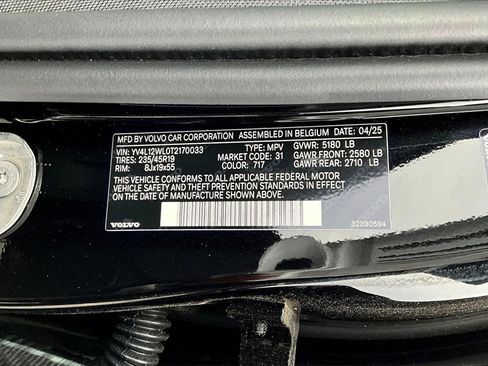 MFD BY VOLVO CAR CORPORATION ASSEMBLED IN BELGIUM 04/25
VIN: YV4L12WL0T2170033 TYPE: MPV GVWR: 5180 LB
TIRES: 235/45R19 MARKET: 31 GAWR FRONT: 2580 LB
RIM: 8Jx19x55 COLOR: 717 GAWR REAR: 2710 LB
THIS VEHICLE CONFORMS TO ALL APPLICABLE FEDERAL MOTOR
VEHICLE SAFETY AND THEFT PREVENTION STANDARDS IN EFFECT ON
THE DATE OF MANUFACTURE SHOWN ABOVE.
VOLVO 32390594